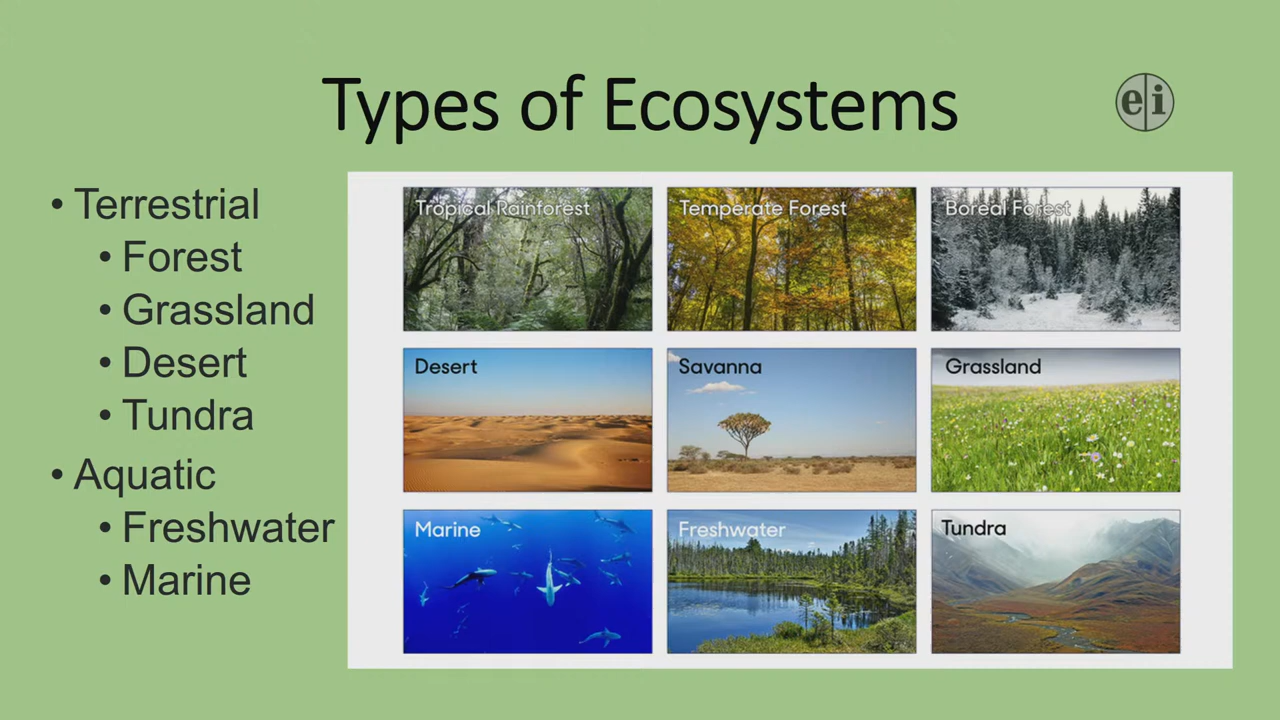 Types of Ecosystems
e i
• Terrestrial
• Forest
• Grassland
• Desert
• Tundra
• Aquatic
• Freshwater
• Marine
Tropical Rainforest
Temperate Forest
Boreal Forest
Desert
Savanna
Grassland
Marine
Freshwater
Tundra